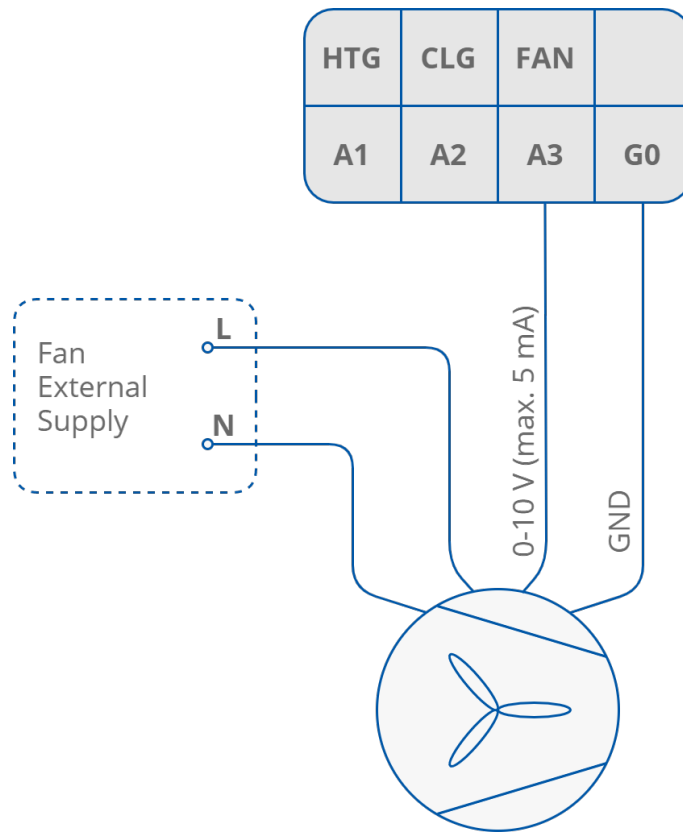 HTG CLG FAN
A1 A2 A3 G0
L
Fan
External
Supply
N
0-10 V (max. 5 mA)
GND